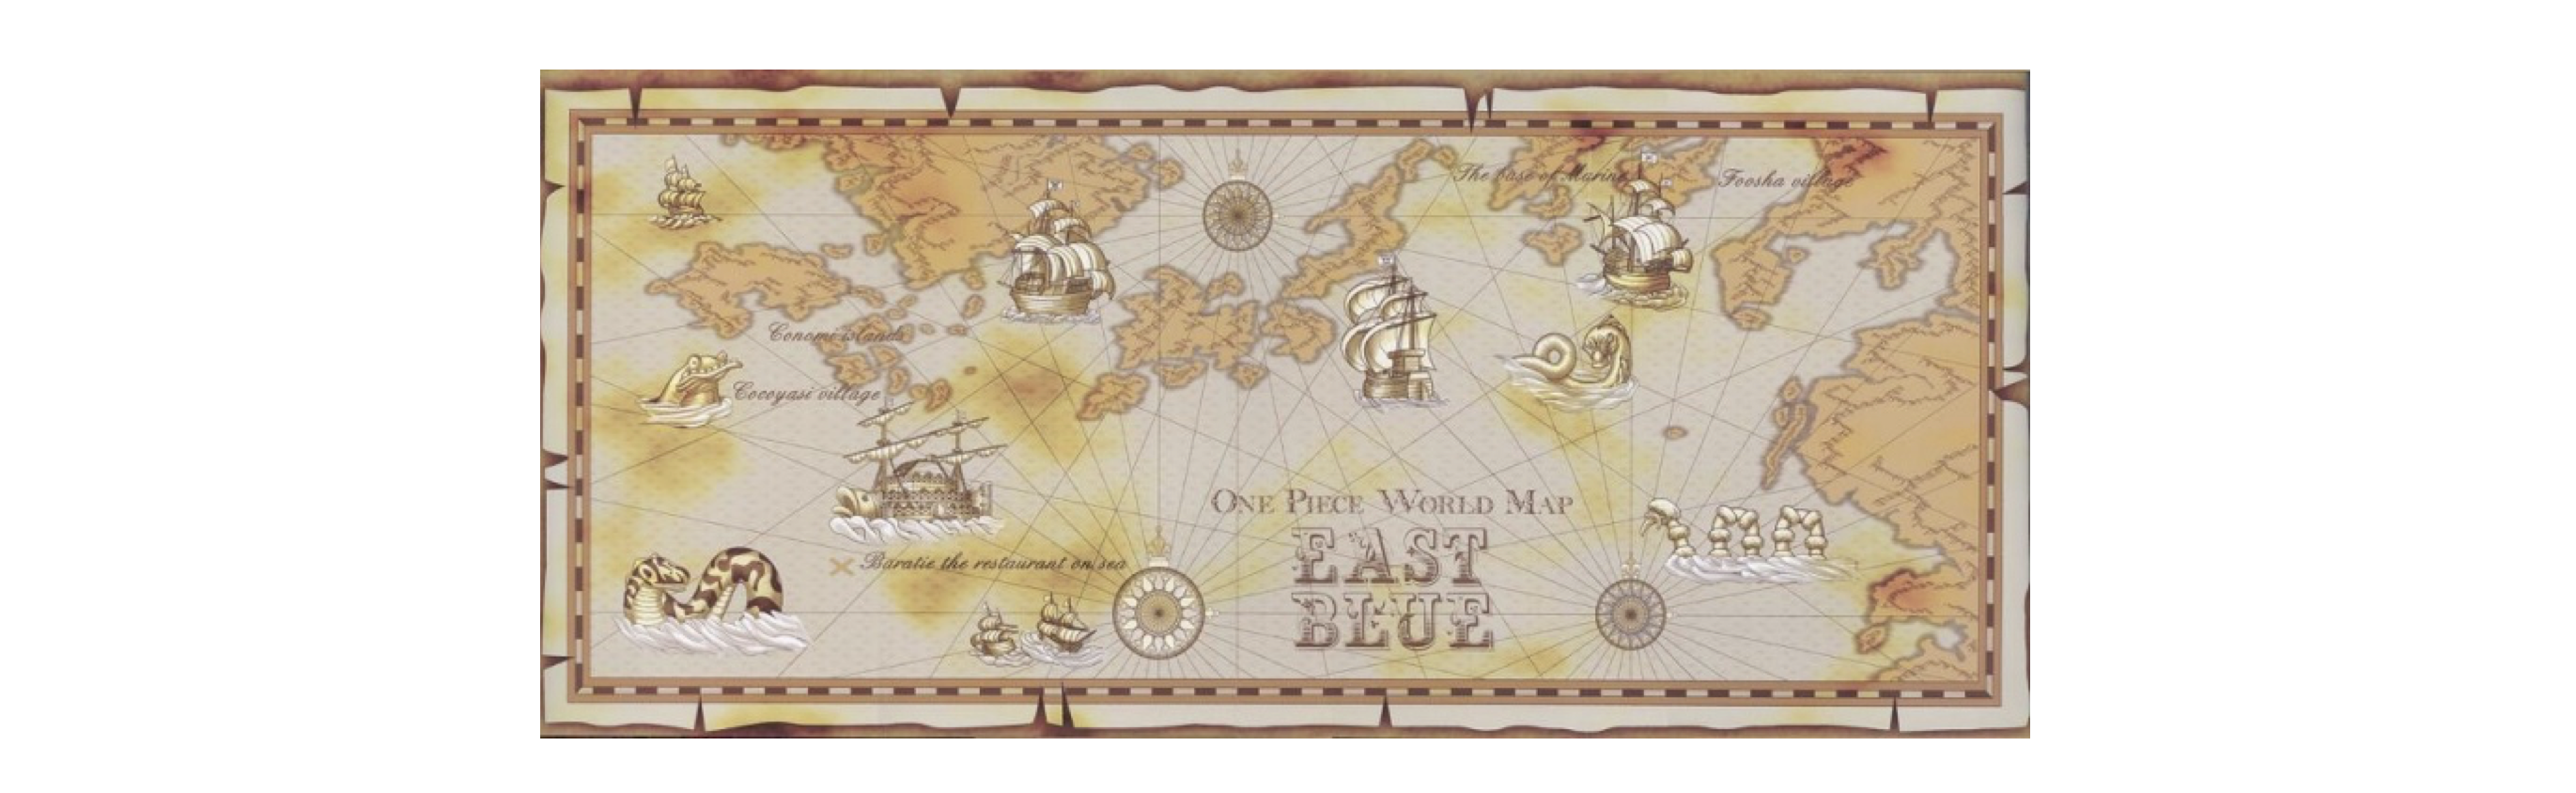 The base of Marine
Foosha village
Conomi islands
Cocoyasi village
One Piece World Map
EAST
BLUE
Baratie the restaurant on sea